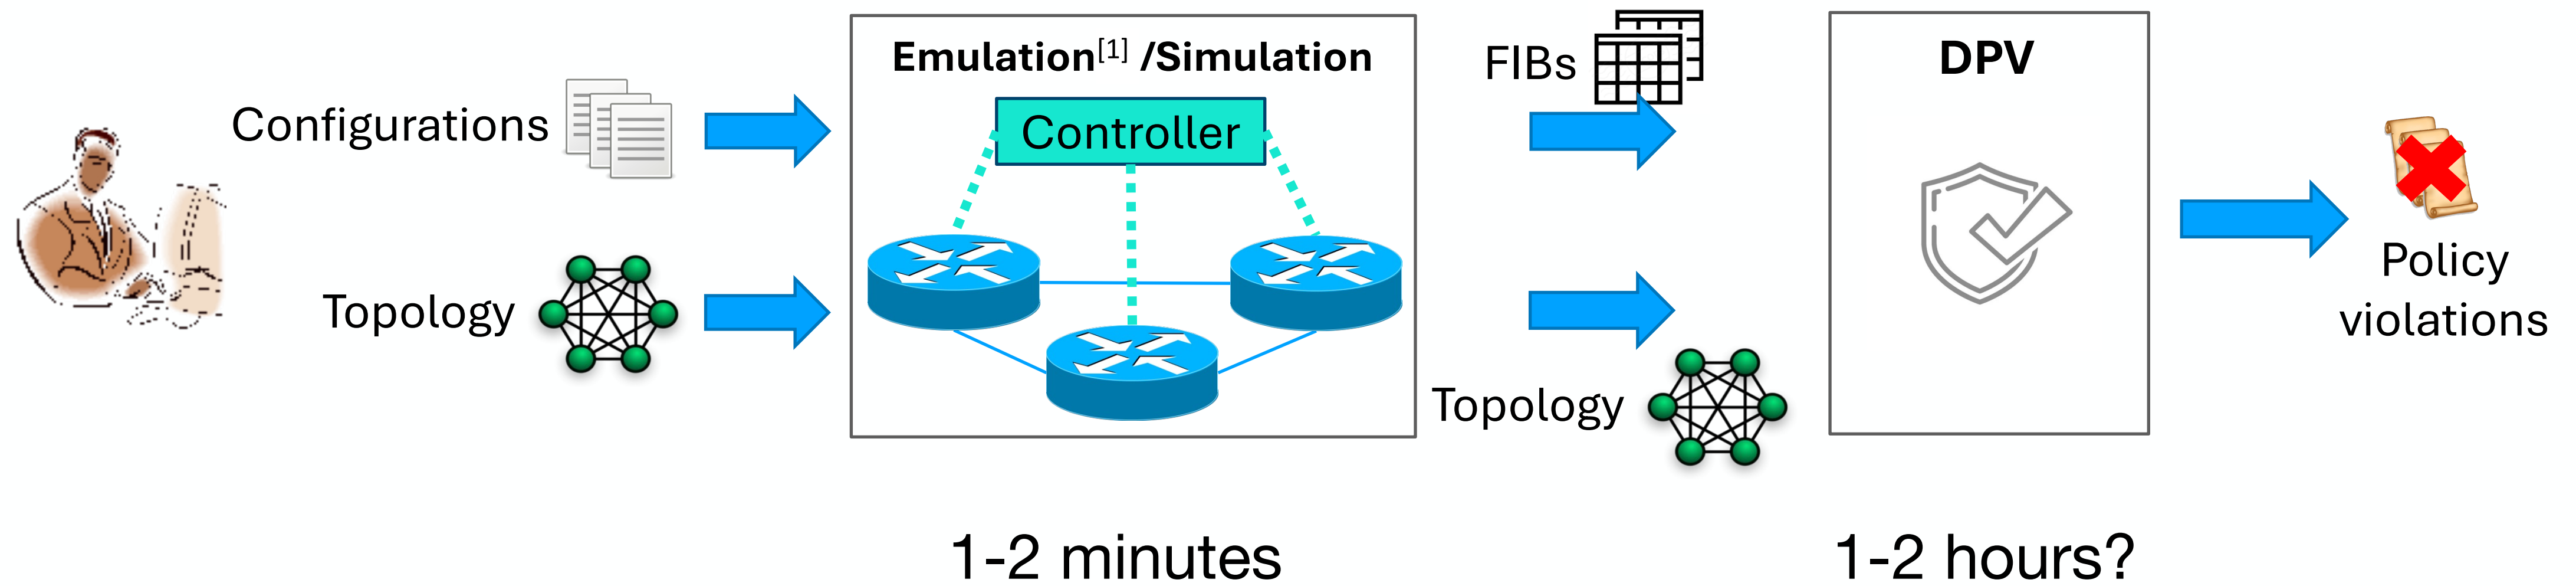 Configurations
Topology
Emulation[1] /Simulation
Controller
FIBs
Topology
DPV
Policy
violations
1-2 minutes
1-2 hours?